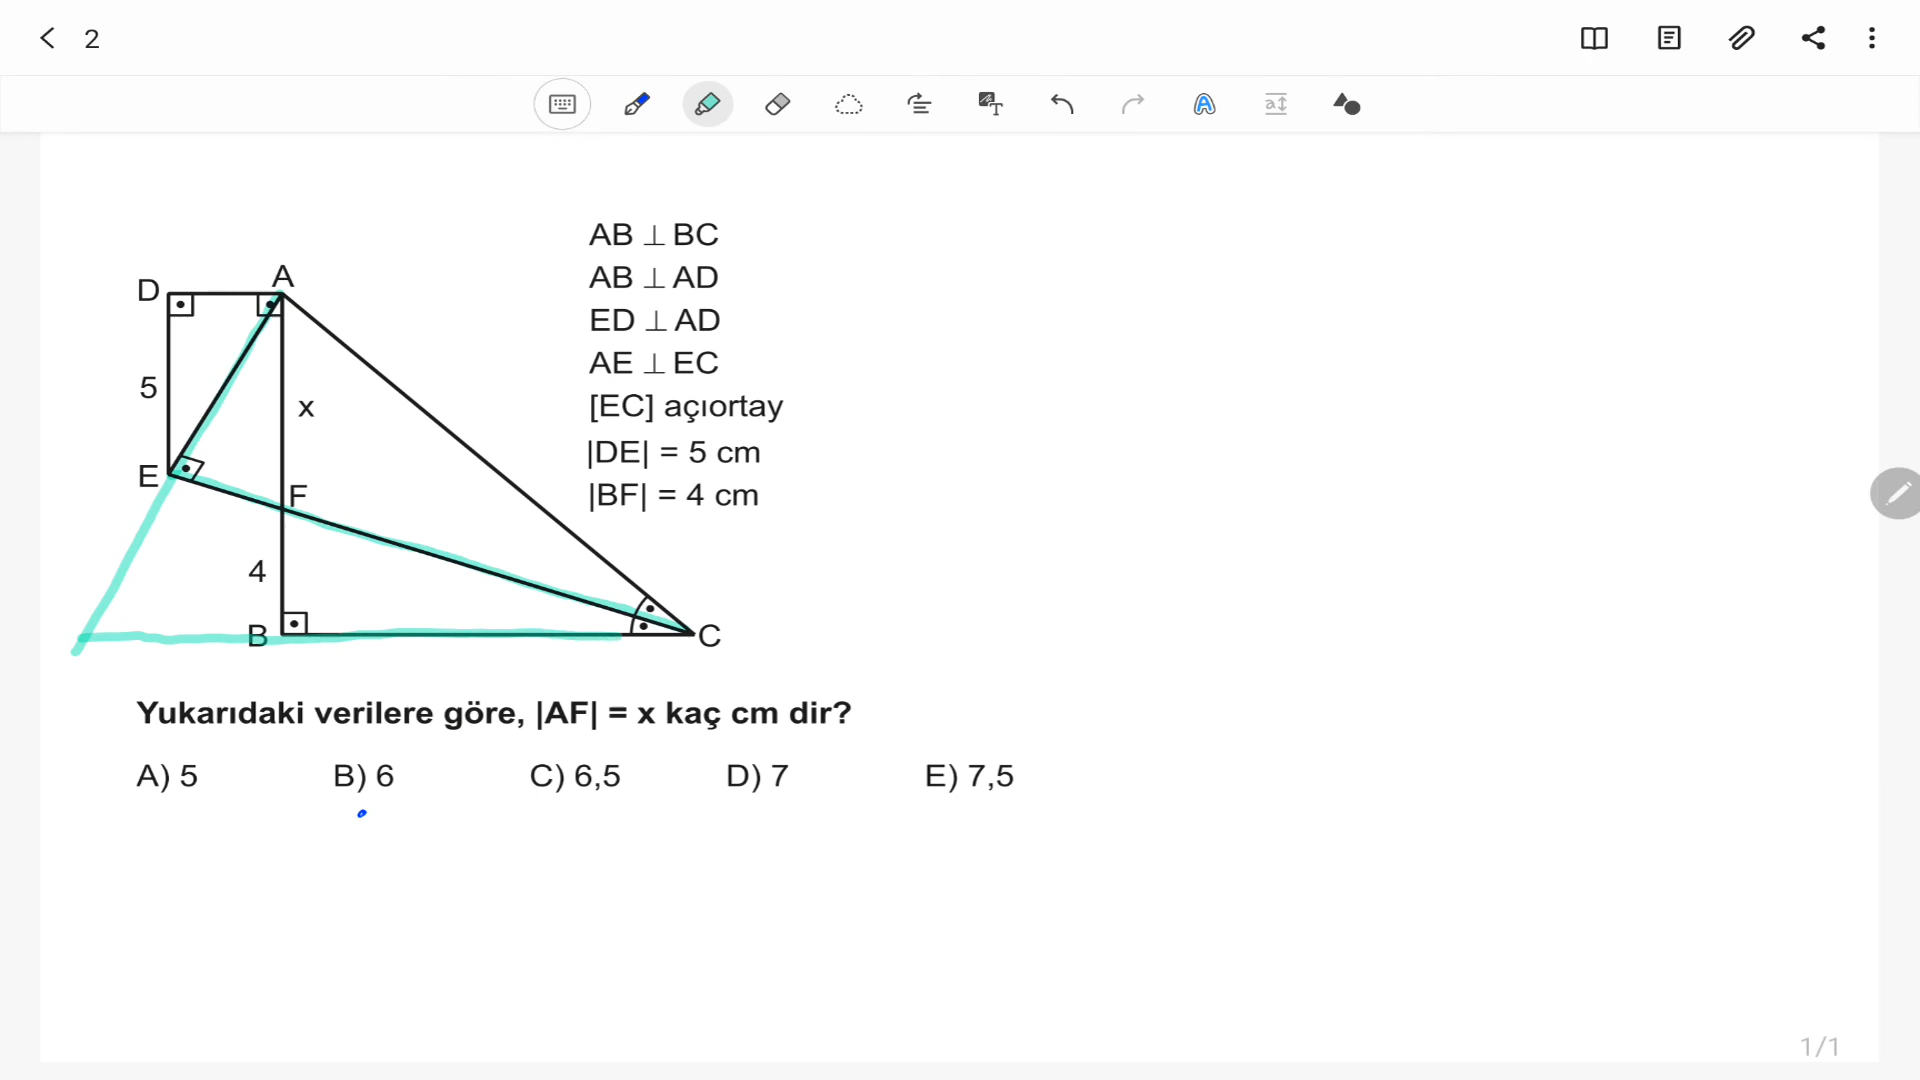 2
AB ⊥ BC
AB ⊥ AD
ED ⊥ AD
AE ⊥ EC
[EC] açıortay
|DE| = 5 cm
|BF| = 4 cm
D
A
5
x
E
F
4
B
C
Yukarıdaki verilere göre, |AF| = x kaç cm dir?
A) 5 B) 6 C) 6,5 D) 7 E) 7,5
1/1